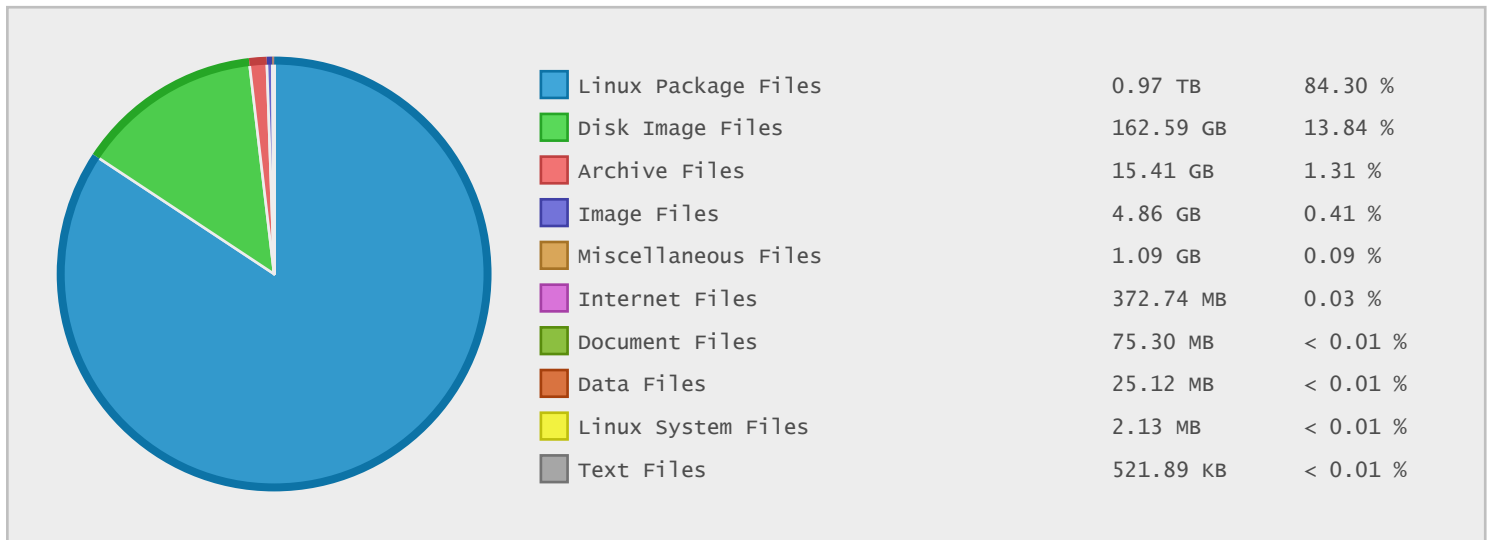 Linux Package Files 0.97 TB 84.30 %
Disk Image Files 162.59 GB 13.84 %
Archive Files 15.41 GB 1.31 %
Image Files 4.86 GB 0.41 %
Miscellaneous Files 1.09 GB 0.09 %
Internet Files 372.74 MB 0.03 %
Document Files 75.30 MB < 0.01 %
Data Files 25.12 MB < 0.01 %
Linux System Files 2.13 MB < 0.01 %
Text Files 521.89 KB < 0.01 %